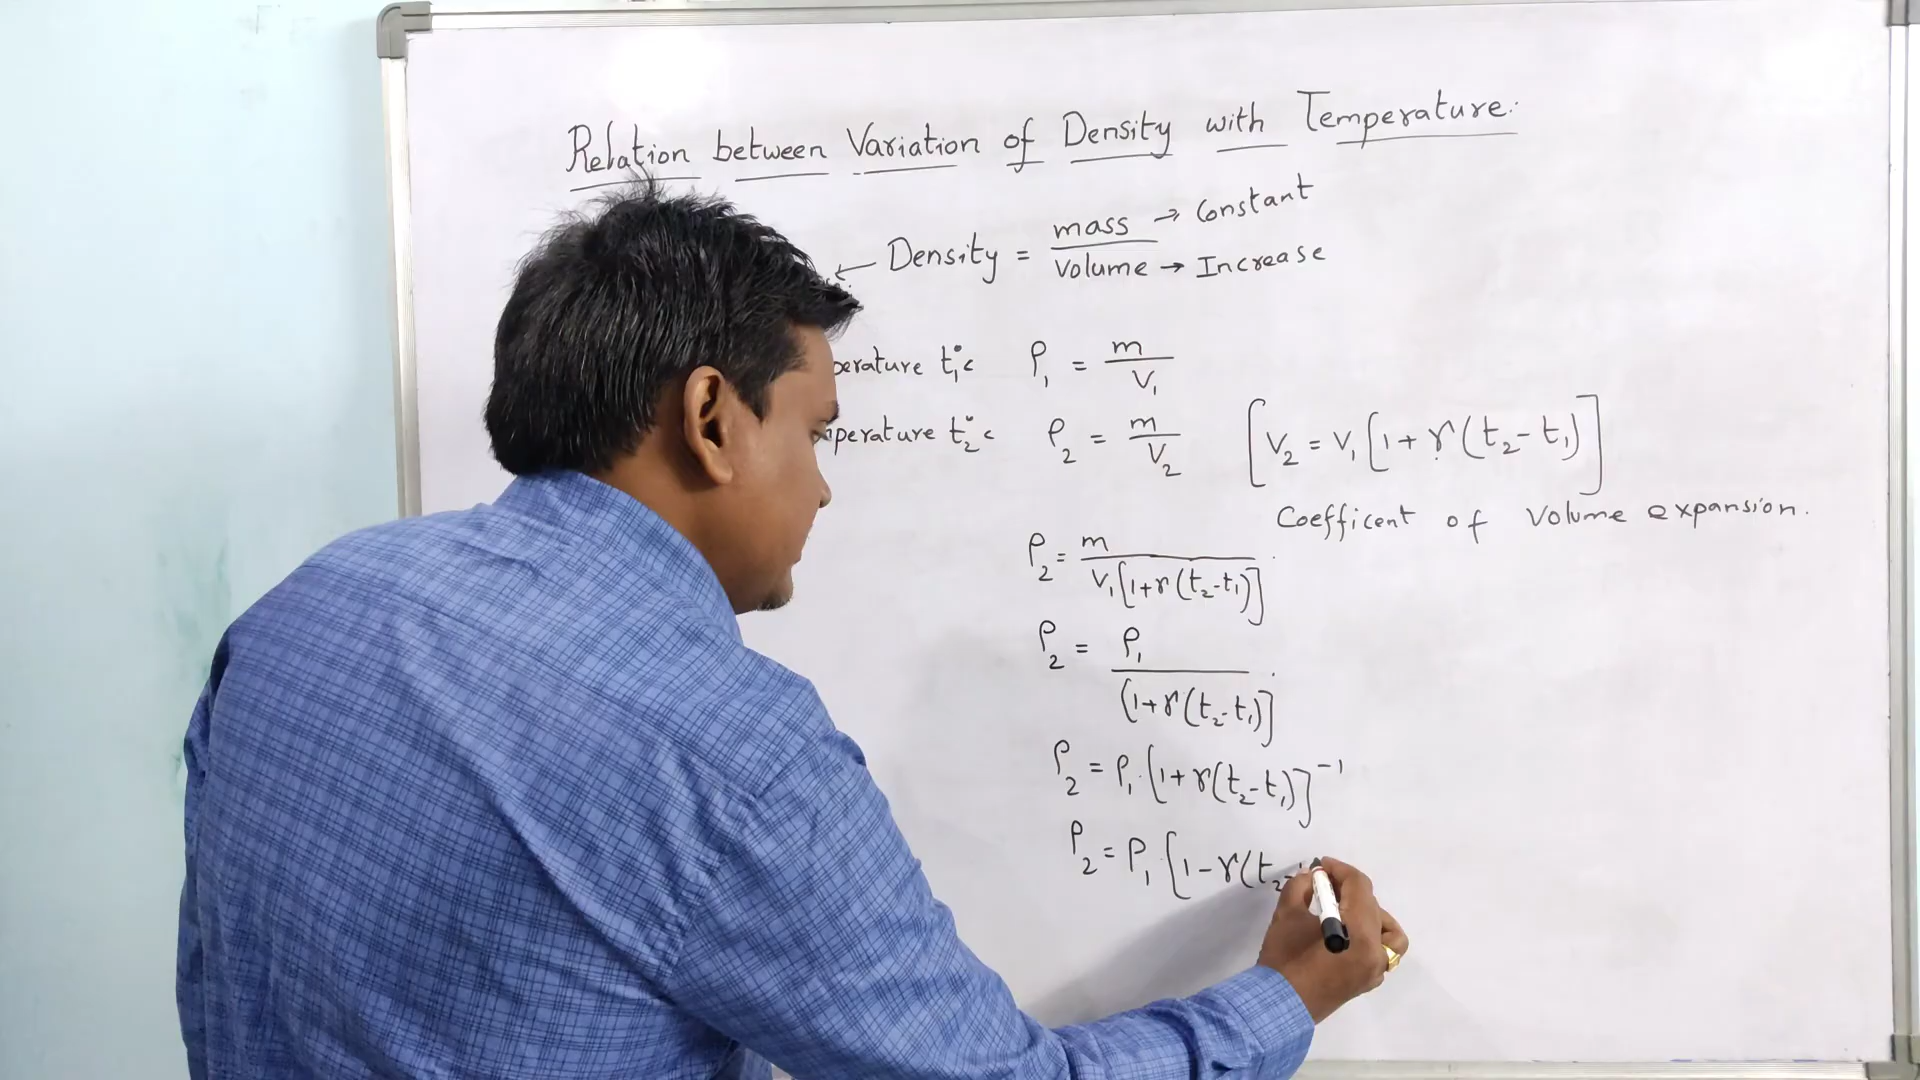 Relation between Variation of Density with Temperature:
← Density = mass/Volume
mass → Constant
Volume → Increase
t₁°c ρ₁ = m/V₁
t₂°c ρ₂ = m/V₂ [V₂ = V₁[1 + γ(t₂ - t₁)]
Coefficent of Volume expansion.
ρ₂ = m/V₁[1+γ(t₂-t₁)]
ρ₂ = ρ₁/[1+γ(t₂-t₁)]
ρ₂ = ρ₁.[1+γ(t₂-t₁)]⁻¹
ρ₂ = ρ₁.[1-γ(t₂-